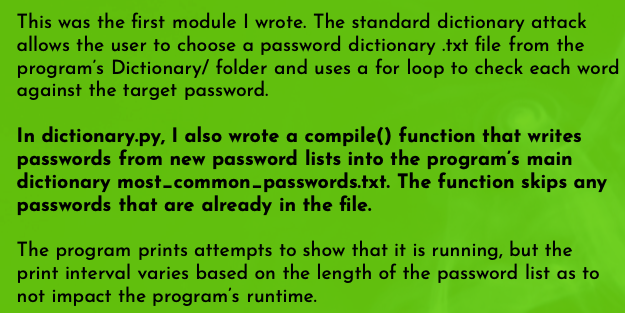 This was the first module I wrote. The standard dictionary attack
allows the user to choose a password dictionary .txt file from the
program's Dictionary/ folder and uses a for loop to check each word
against the target password.
In dictionary.py, I also wrote a compile() function that writes
passwords from new password lists into the program's main
dictionary most_common_passwords.txt. The function skips any
passwords that are already in the file.
The program prints attempts to show that it is running, but the
print interval varies based on the length of the password list as to
not impact the program's runtime.